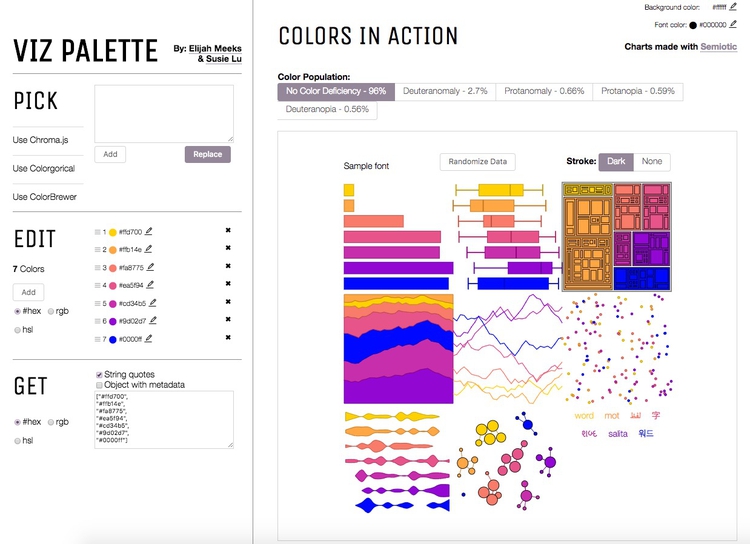 VIZ PALETTE
By: Elijah Meeks
& Susie Lu
PICK
Use Chroma.js
Use Colorgorical
Use ColorBrewer
Add
Replace
EDIT
7 Colors
Add
#hex
rgb
hsl
1 #ffd700
2 #ffb14e
3 #fa8775
4 #ea5f94
5 #cd34b5
6 #9d02d7
7 #0000ff
GET
#hex
rgb
hsl
String quotes
Object with metadata
["#ffd700",
"#ffb14e",
"#fa8775",
"#ea5f94",
"#cd34b5",
"#9d02d7",
"#0000ff"]
Background color: #ffffff
Font color: #000000
COLORS IN ACTION
Charts made with Semiotic
Color Population:
No Color Deficiency - 96%
Deuteranomaly - 2.7%
Protanomaly - 0.66%
Protanopia - 0.59%
Deuteranopia - 0.56%
Sample font
Randomize Data
Stroke: Dark None
word mot 字
salita 워드